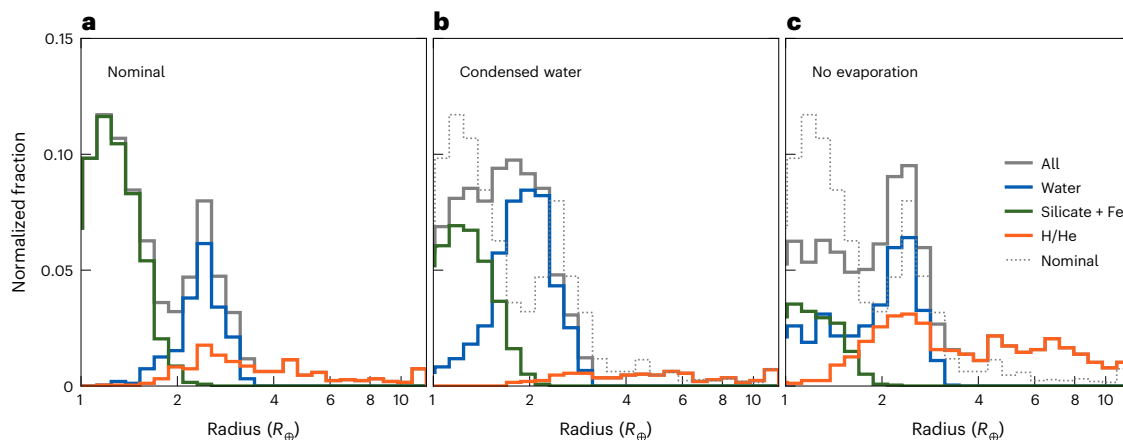 a
b
c
Nominal
Condensed water
No evaporation
Normalized fraction
0.15
0.10
0.05
0
All
Water
Silicate + Fe
H/He
Nominal
1 2 4 6 8 10
1 2 4 6 8 10
1 2 4 6 8 10
Radius (R⊕)
Radius (R⊕)
Radius (R⊕)